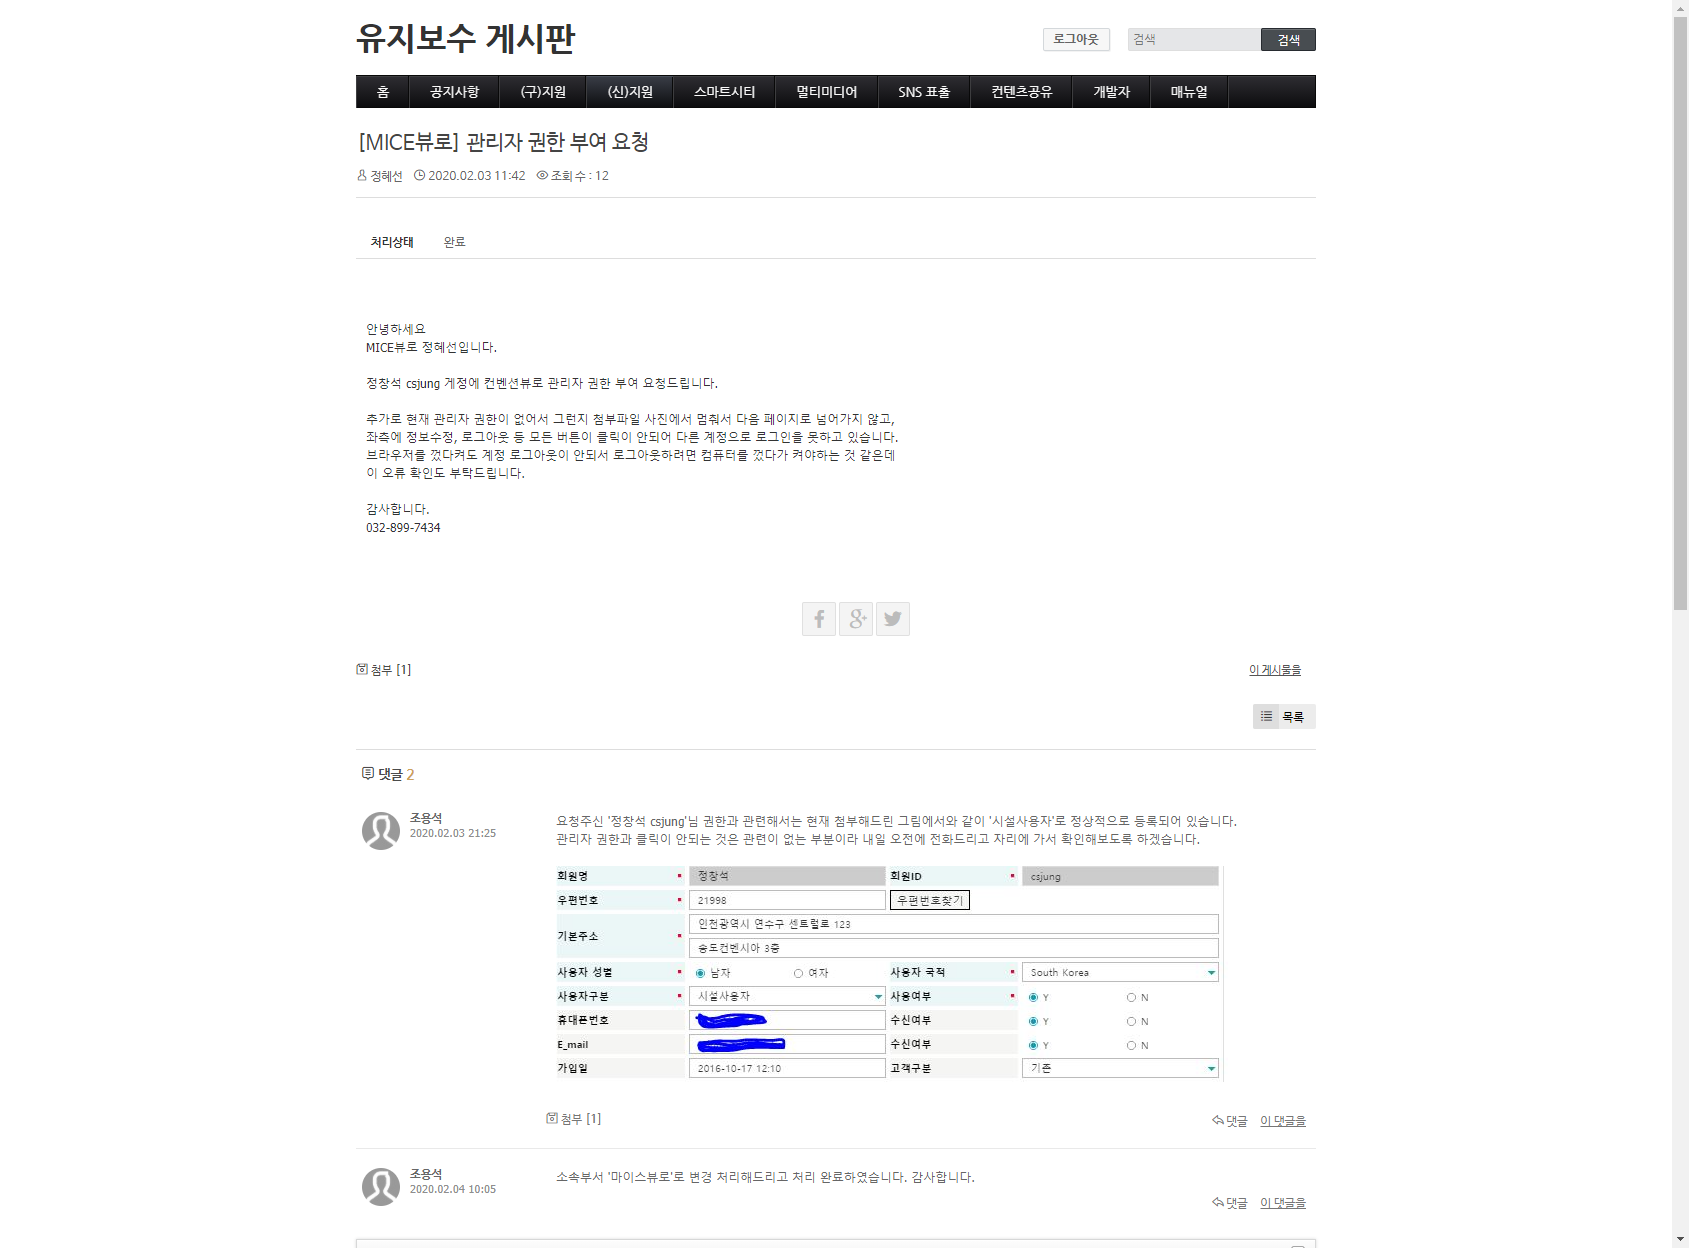 유지보수 게시판
로그아웃 검색 검색
홈 공지사항 (구)지원 (신)지원 스마트시티 멀티미디어 SNS 표출 컨텐츠공유 개발자 매뉴얼
[MICE뷰로] 관리자 권한 부여 요청
정혜선 2020.02.03 11:42 조회 수 : 12
처리상태 완료
안녕하세요
MICE뷰로 정혜선입니다.
정창석 csjung 계정에 컨벤션뷰로 관리자 권한 부여 요청드립니다.
추가로 현재 관리자 권한이 없어서 그런지 첨부파일 사진에서 멈춰서 다음 페이지로 넘어가지 않고,
좌측에 정보수정, 로그아웃 등 모든 버튼이 클릭이 안되어 다른 계정으로 로그인을 못하고 있습니다.
브라우저를 껐다켜도 계정 로그아웃이 안되서 로그아웃하려면 컴퓨터를 껐다가 켜야하는 것 같은데
이 오류 확인도 부탁드립니다.
감사합니다.
032-899-7434
첨부 [1] 이 게시물을
목록
댓글 2
조용석
2020.02.03 21:25
요청주신 '정창석 csjung'님 권한과 관련해서는 현재 첨부해드린 그림에서와 같이 '시설사용자'로 정상적으로 등록되어 있습니다.
관리자 권한과 클릭이 안되는 것은 관련이 없는 부분이라 내일 오전에 전화드리고 자리에 가서 확인해보도록 하겠습니다.
회원명 정창석 회원ID csjung
우편번호 21998 우편번호찾기
기본주소 인천광역시 연수구 센트럴로 123
송도컨벤시아 3층
사용자 성별 남자 여자 사용자 국적 South Korea
사용자구분 시설사용자 사용여부 Y N
휴대폰번호 수신여부 Y N
E_mail 수신여부 Y N
가입일 2016-10-17 12:10 고객구분 기존
첨부 [1] 댓글 이 댓글을
조용석
2020.02.04 10:05
소속부서 '마이스뷰로'로 변경 처리해드리고 처리 완료하였습니다. 감사합니다.
댓글 이 댓글을